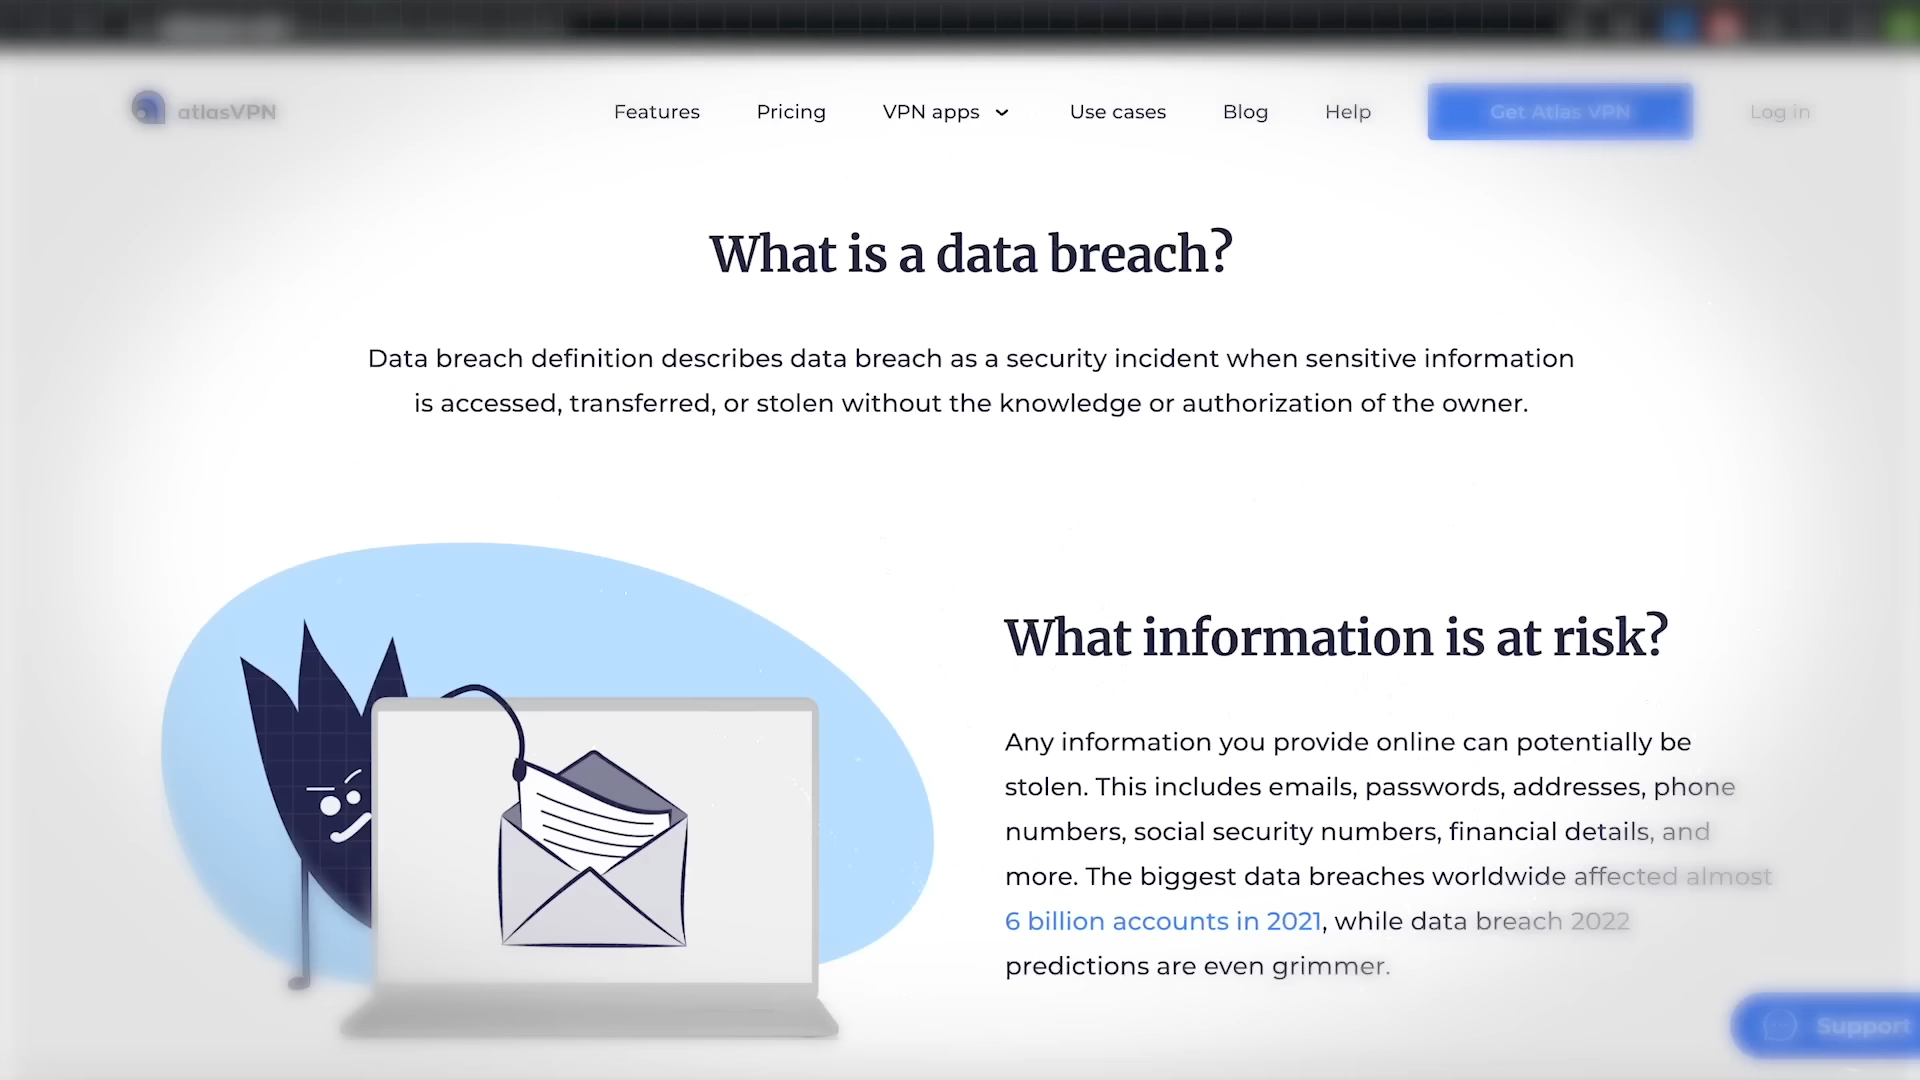 atlasVPN
Features
Pricing
VPN apps
Use cases
Blog
Help
Get Atlas VPN
Log in
What is a data breach?
Data breach definition describes data breach as a security incident when sensitive information
is accessed, transferred, or stolen without the knowledge or authorization of the owner.
What information is at risk?
Any information you provide online can potentially be
stolen. This includes emails, passwords, addresses, phone
numbers, social security numbers, financial details, and
more. The biggest data breaches worldwide affected almost
6 billion accounts in 2021, while data breach 2022
predictions are even grimmer.
Support